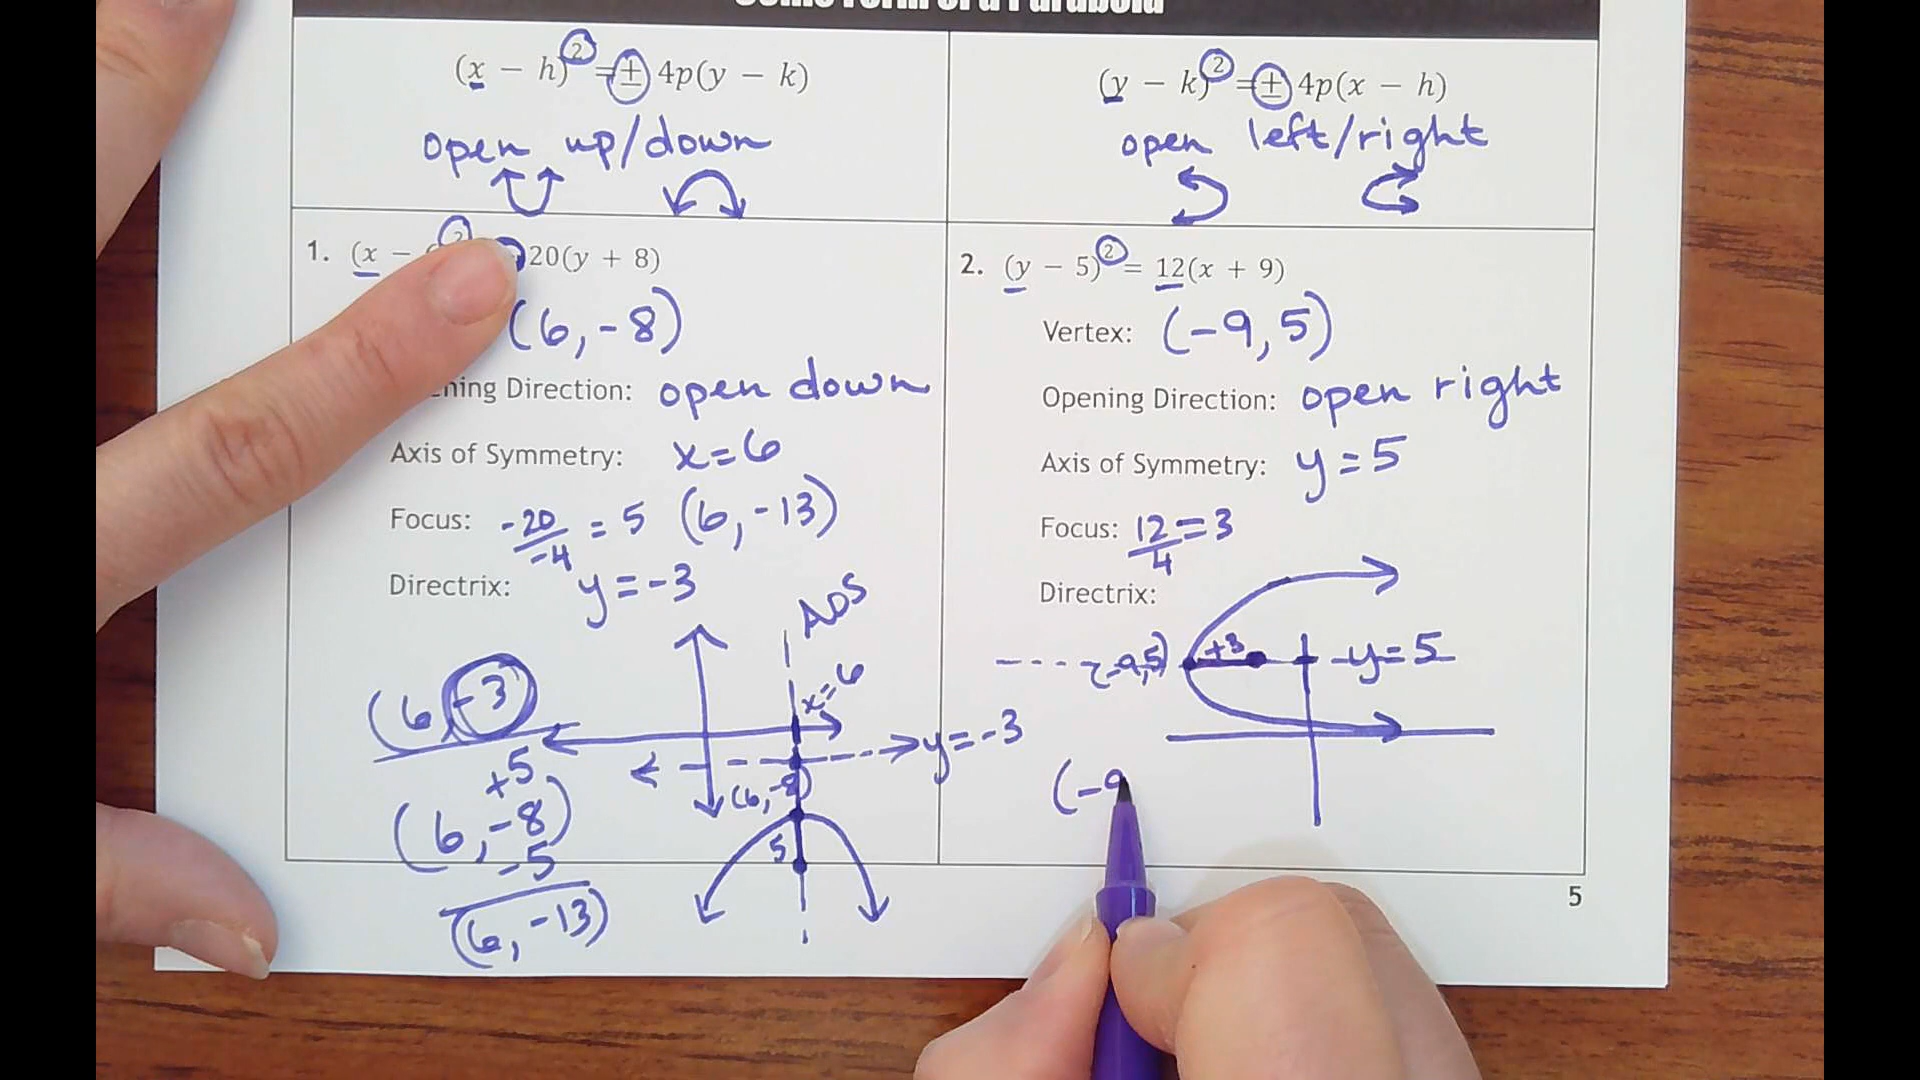 (x − h)² = ± 4p(y − k)
open up/down
(y − k)² = ± 4p(x − h)
open left/right
1. (x − 20(y + 8)
(6, -8)
ning Direction: open down
Axis of Symmetry: x = 6
Focus: -20/-4 = 5 (6, -13)
Directrix: y = -3
AOS
x=6
(6, -3)
+5
(6, -8)
-5
(6, -13)
y = -3
(6, -8)
5
2. (y − 5)² = 12(x + 9)
Vertex: (-9, 5)
Opening Direction: open right
Axis of Symmetry: y = 5
Focus: 12/4 = 3
Directrix:
(-9,5) +3 y = 5
(-9
5